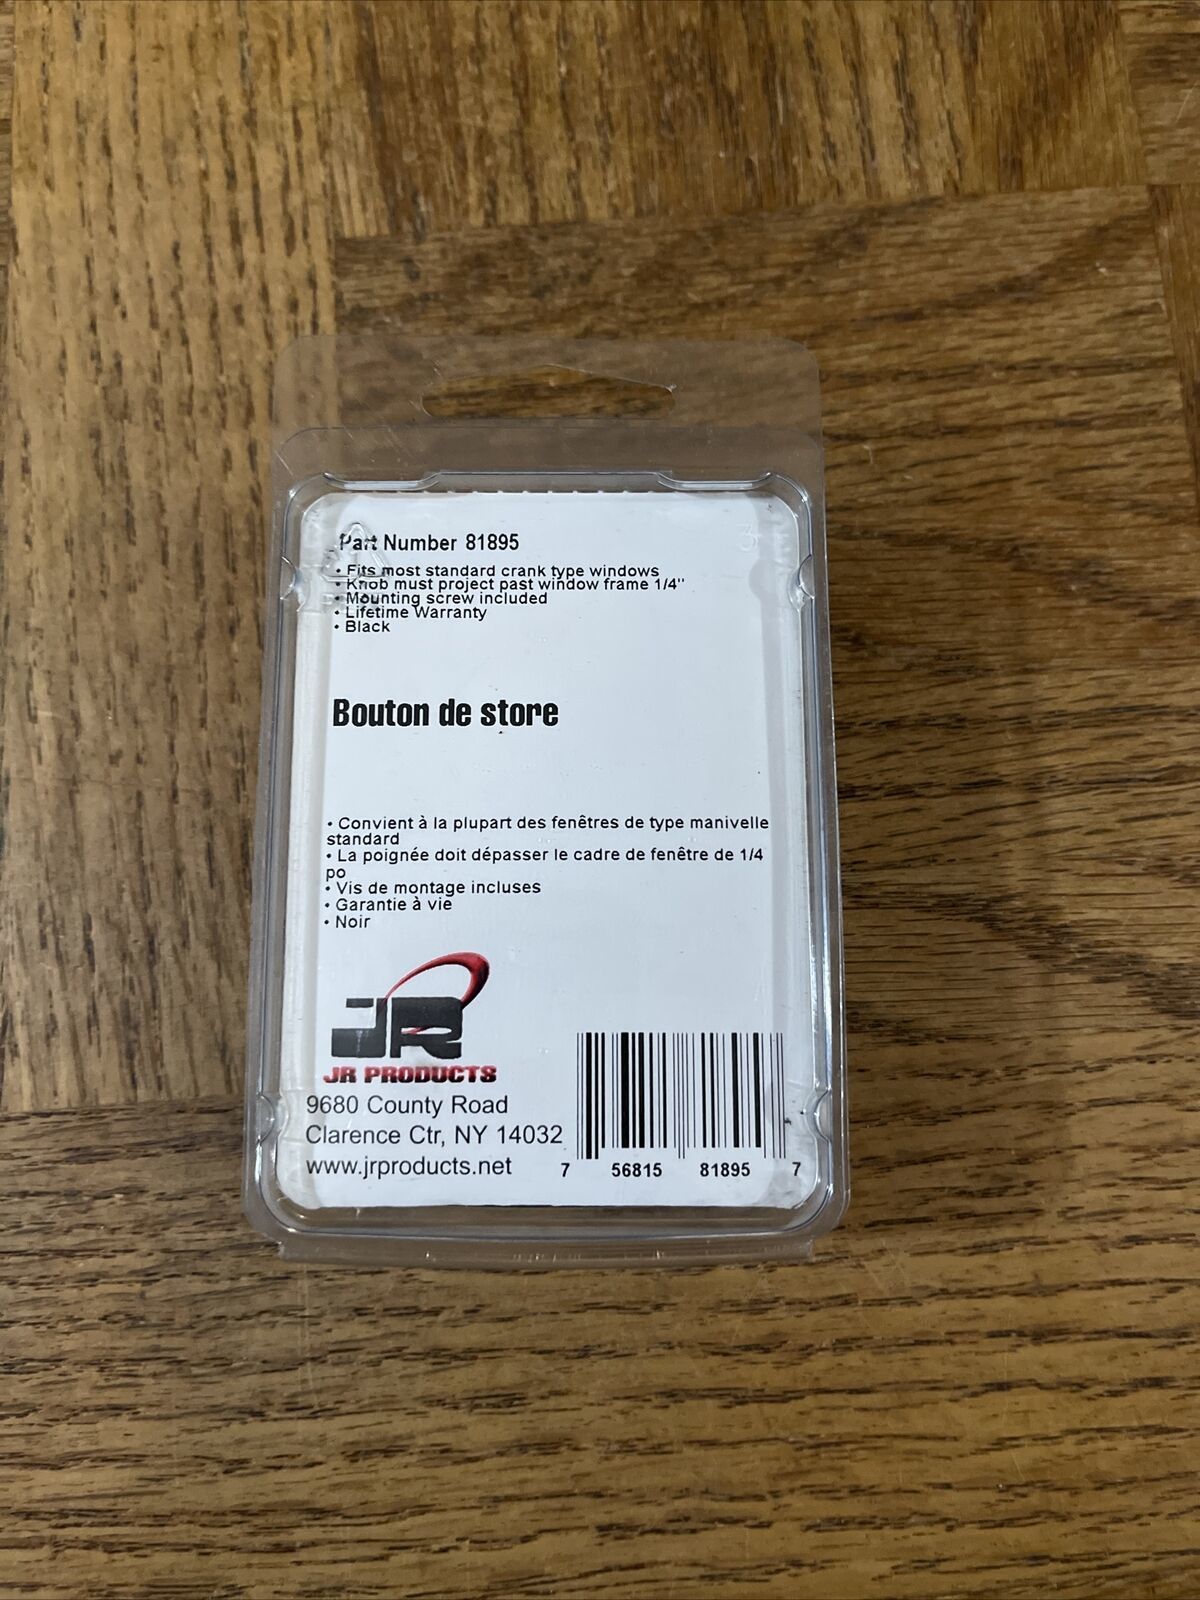 3
Part Number 81895
• Fits most standard crank type windows
• Knob must project past window frame 1/4"
• Mounting screw included
• Lifetime Warranty
• Black
Bouton de store
• Convient à la plupart des fenêtres de type manivelle
standard
• La poignée doit dépasser le cadre de fenêtre de 1/4
po
• Vis de montage incluses
• Garantie à vie
• Noir
JR
JR PRODUCTS
9680 County Road
Clarence Ctr, NY 14032
www.jrproducts.net
7 56815 81895 7